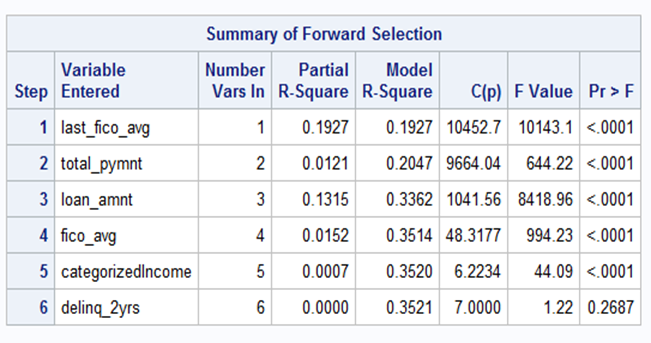 Summary of Forward Selection
Step Variable Entered Number Vars In Partial R-Square Model R-Square C(p) F Value Pr > F
1 last_fico_avg 1 0.1927 0.1927 10452.7 10143.1 <.0001
2 total_pymnt 2 0.0121 0.2047 9664.04 644.22 <.0001
3 loan_amnt 3 0.1315 0.3362 1041.56 8418.96 <.0001
4 fico_avg 4 0.0152 0.3514 48.3177 994.23 <.0001
5 categorizedIncome 5 0.0007 0.3520 6.2234 44.09 <.0001
6 delinq_2yrs 6 0.0000 0.3521 7.0000 1.22 0.2687